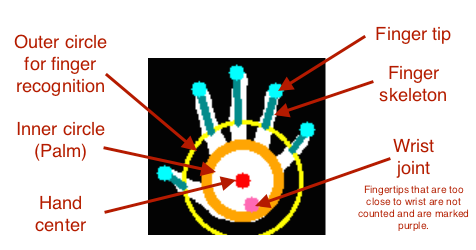 Outer circle
for finger
recognition
Inner circle
(Palm)
Hand
center
Finger tip
Finger
skeleton
Wrist
joint
Fingertips that are too
close to wrist are not
counted and are marked
purple.